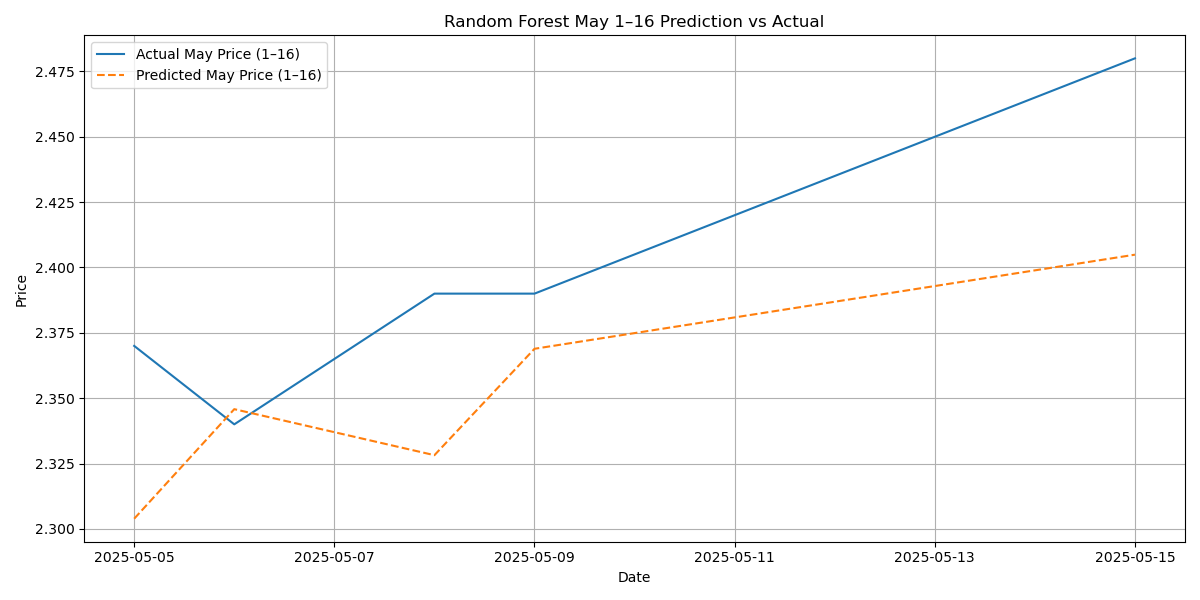 Random Forest May 1–16 Prediction vs Actual
Actual May Price (1–16)
Predicted May Price (1–16)
Price
2.475
2.450
2.425
2.400
2.375
2.350
2.325
2.300
2025-05-05 2025-05-07 2025-05-09 2025-05-11 2025-05-13 2025-05-15
Date